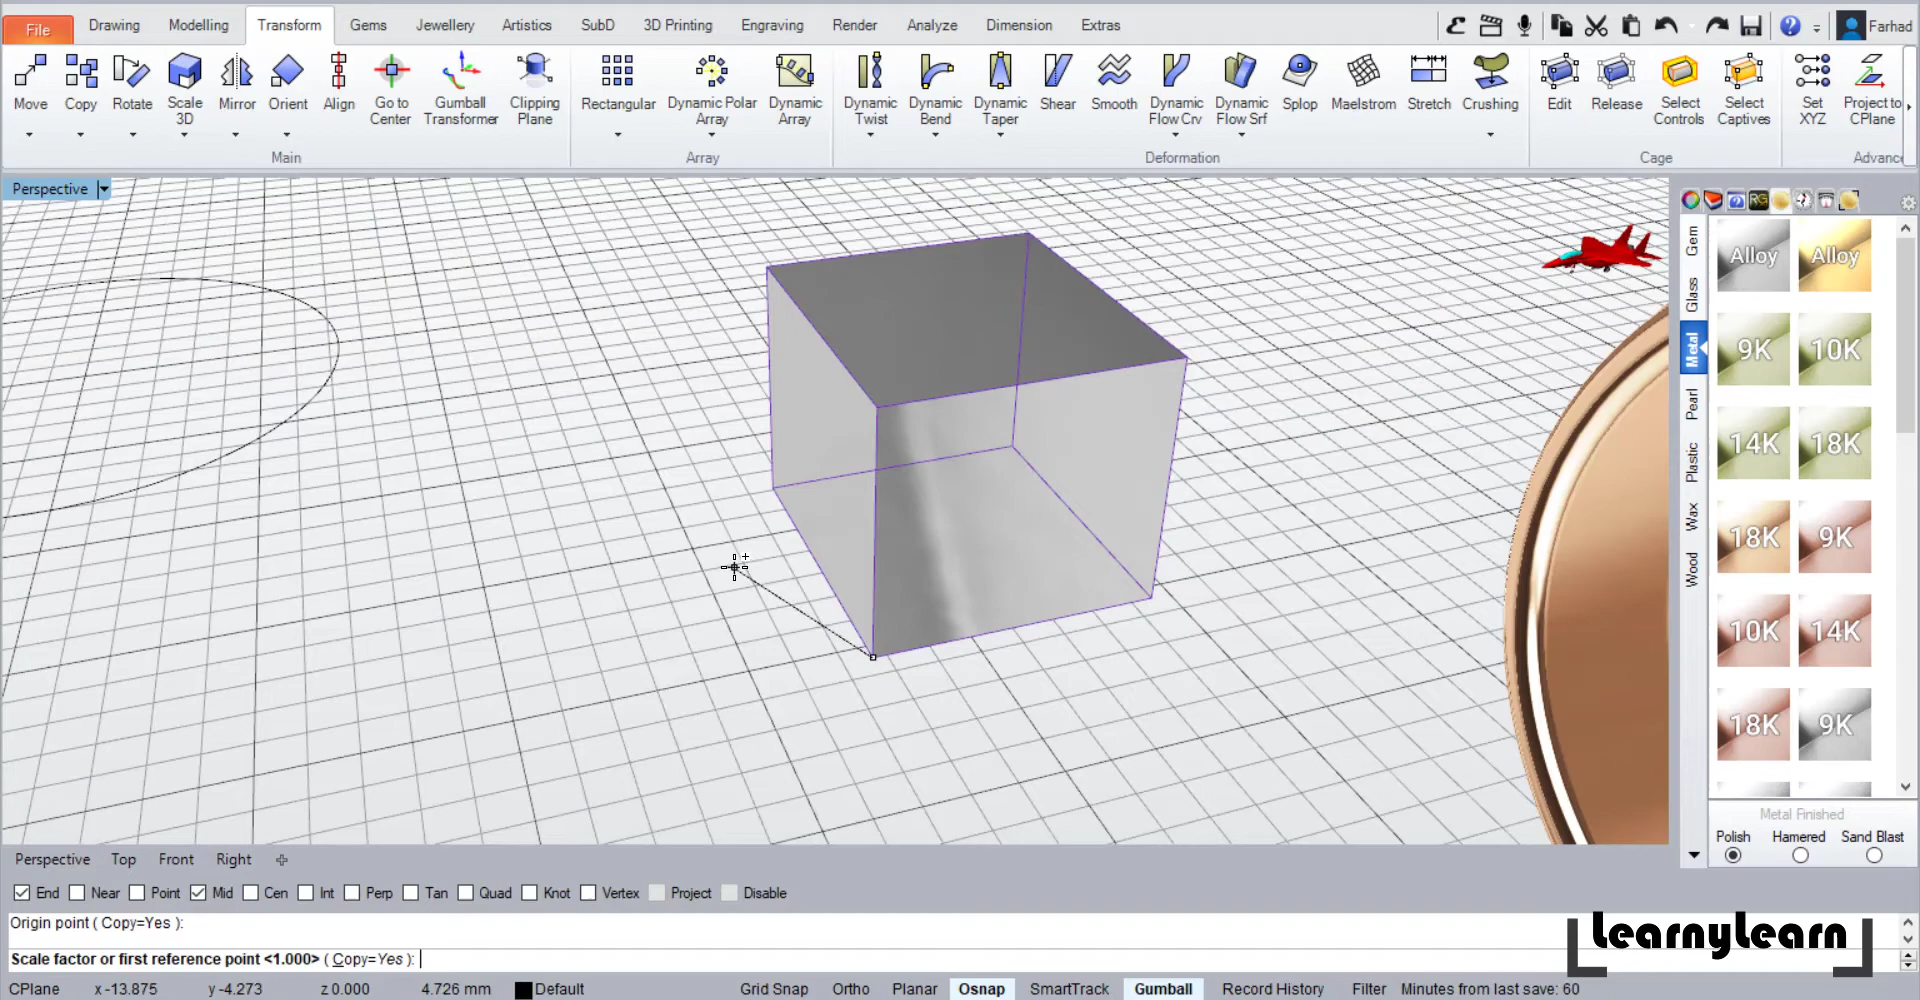 File Drawing Modelling Transform Gems Jewellery Artistics SubD 3D Printing Engraving Render Analyze Dimension Extras Farhad
Move Copy Rotate Scale 3D Mirror Orient Align Go to Center Gumball Transformer Clipping Plane Rectangular Dynamic Polar Array Dynamic Array Dynamic Twist Dynamic Bend Dynamic Taper Shear Smooth Dynamic Flow Crv Dynamic Flow Srf Splop Maelstrom Stretch Crushing Edit Release Select Controls Select Captives Set XYZ Project to CPlane
Main Array Deformation Cage Advanc
Perspective
RG
Gem
Glass
Metal
Pearl
Plastic
Wax
Wood
Alloy Alloy
9K 10K
14K 18K
18K 9K
10K 14K
18K 9K
Metal Finished
Polish Hamered Sand Blast
Perspective Top Front Right
End Near Point Mid Cen Int Perp Tan Quad Knot Vertex Project Disable
Origin point ( Copy=Yes ):
Scale factor or first reference point <1.000> ( Copy=Yes ):
LearnyLearn
CPlane x -13.875 y -4.273 z 0.000 4.726 mm Default Grid Snap Ortho Planar Osnap SmartTrack Gumball Record History Filter Minutes from last save: 60